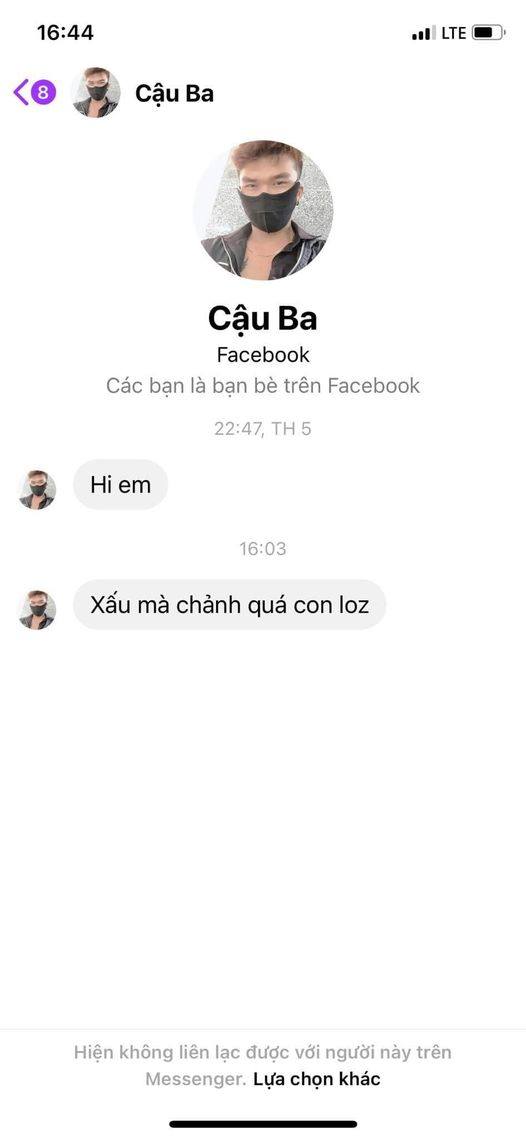 16:44
LTE
8
Cậu Ba
Cậu Ba
Facebook
Các bạn là bạn bè trên Facebook
22:47, TH 5
Hi em
16:03
Xấu mà chảnh quá con loz
Hiện không liên lạc được với người này trên
Messenger. Lựa chọn khác